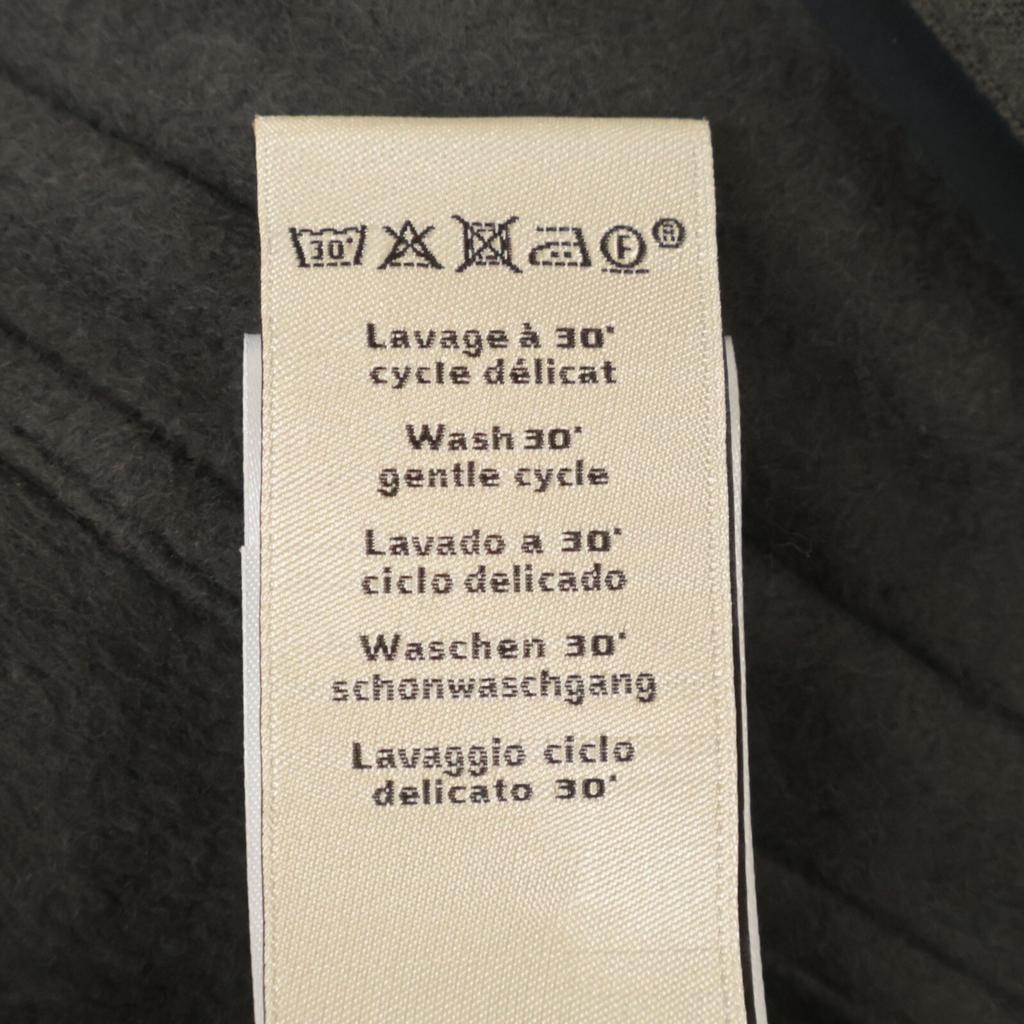 30°
F
®
Lavage à 30°
cycle délicat
Wash 30°
gentle cycle
Lavado a 30°
ciclo delicado
Waschen 30°
schonwaschgang
Lavaggio ciclo
delicato 30°